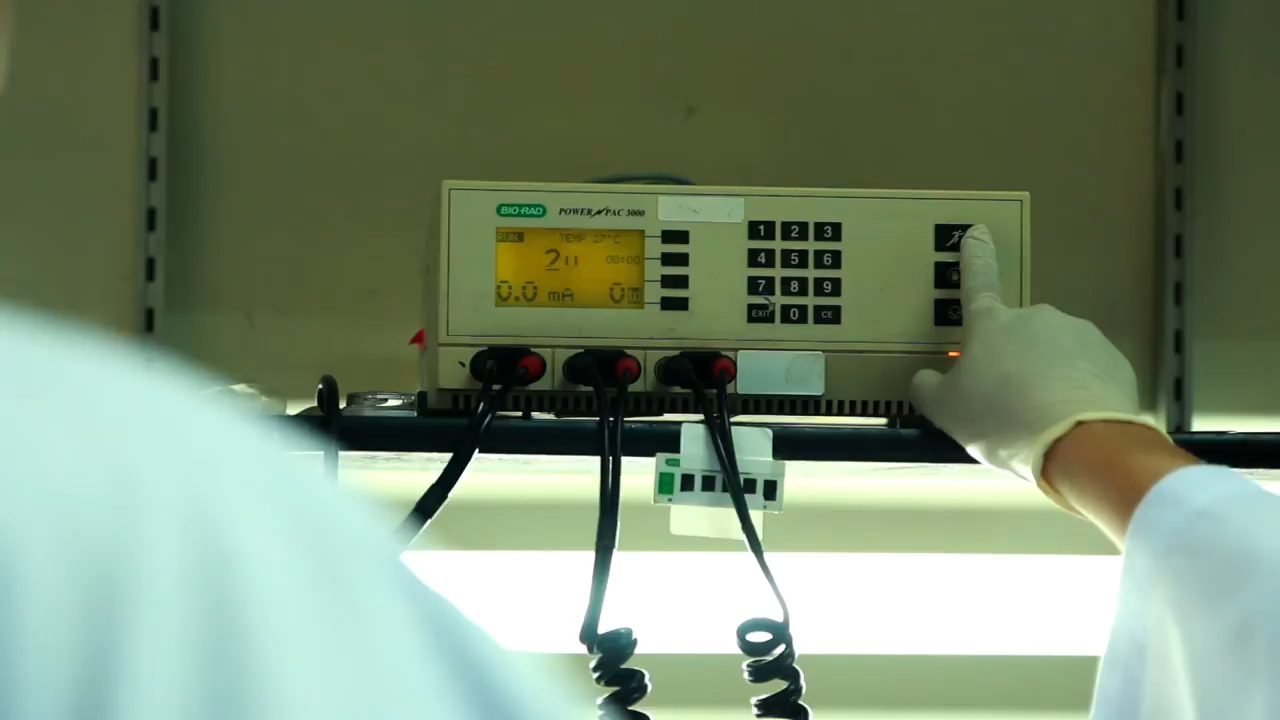 BIO-RAD POWER PAC 3000
RUN TEMP 27°C
2 U 00:00
0.0 mA 0
1 2 3
4 5 6
7 8 9
EXIT 0 CE